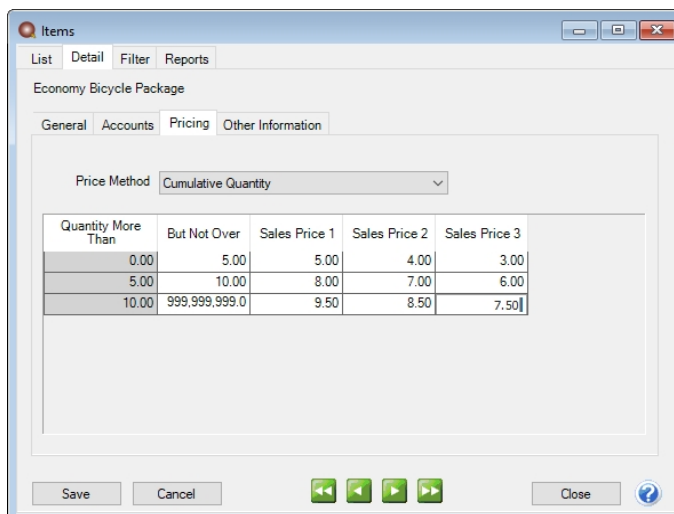 Items
List Detail Filter Reports
Economy Bicycle Package
General Accounts Pricing Other Information
Price Method Cumulative Quantity
Quantity More Than But Not Over Sales Price 1 Sales Price 2 Sales Price 3
0.00 5.00 5.00 4.00 3.00
5.00 10.00 8.00 7.00 6.00
10.00 999,999,999.0 9.50 8.50 7.50
Save Cancel Close ?